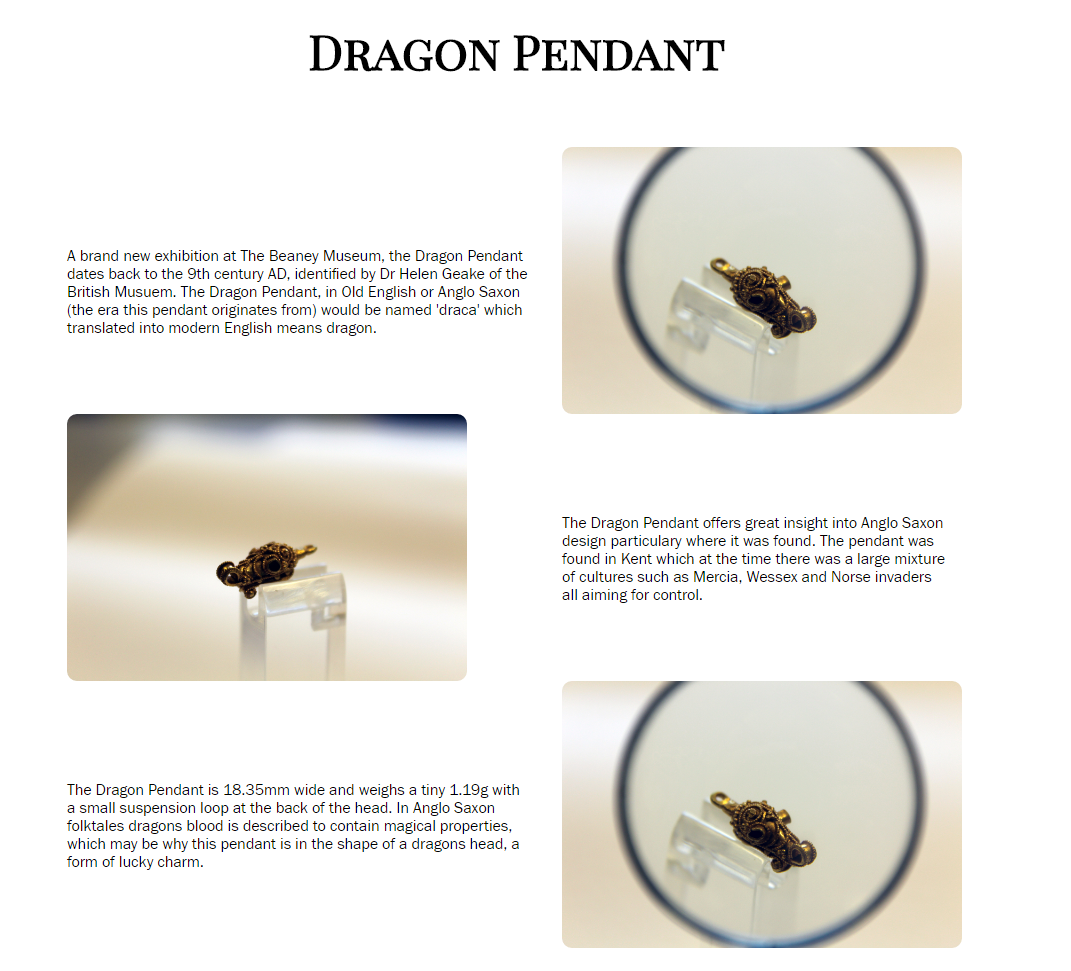 Dragon Pendant
A brand new exhibition at The Beaney Museum, the Dragon Pendant
dates back to the 9th century AD, identified by Dr Helen Geake of the
British Musuem. The Dragon Pendant, in Old English or Anglo Saxon
(the era this pendant originates from) would be named 'draca' which
translated into modern English means dragon.
The Dragon Pendant offers great insight into Anglo Saxon
design particulary where it was found. The pendant was
found in Kent which at the time there was a large mixture
of cultures such as Mercia, Wessex and Norse invaders
all aiming for control.
The Dragon Pendant is 18.35mm wide and weighs a tiny 1.19g with
a small suspension loop at the back of the head. In Anglo Saxon
folktales dragons blood is described to contain magical properties,
which may be why this pendant is in the shape of a dragons head, a
form of lucky charm.